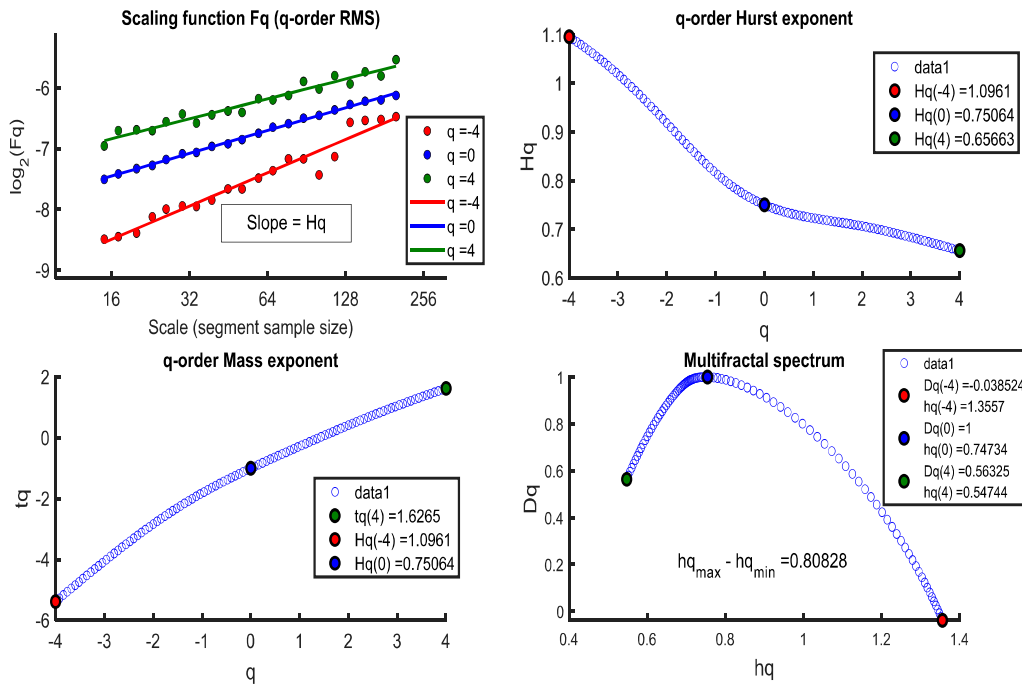 Scaling function Fq (q-order RMS)
-6
-7
-8
-9
log2(Fq)
q =-4
q =0
q =4
q =-4
q =0
q =4
Slope = Hq
16 32 64 128 256
Scale (segment sample size)
q-order Hurst exponent
1.1
1
0.9
0.8
0.7
0.6
Hq
data1
Hq(-4) =1.0961
Hq(0) =0.75064
Hq(4) =0.65663
-4 -3 -2 -1 0 1 2 3 4
q
q-order Mass exponent
2
0
-2
-4
-6
tq
data1
tq(4) =1.6265
Hq(-4) =1.0961
Hq(0) =0.75064
-4 -3 -2 -1 0 1 2 3 4
q
Multifractal spectrum
1
0.8
0.6
0.4
0.2
0
Dq
data1
Dq(-4) =-0.038524
hq(-4) =1.3557
Dq(0) =1
hq(0) =0.74734
Dq(4) =0.56325
hq(4) =0.54744
hqmax - hqmin =0.80828
0.4 0.6 0.8 1 1.2 1.4
hq